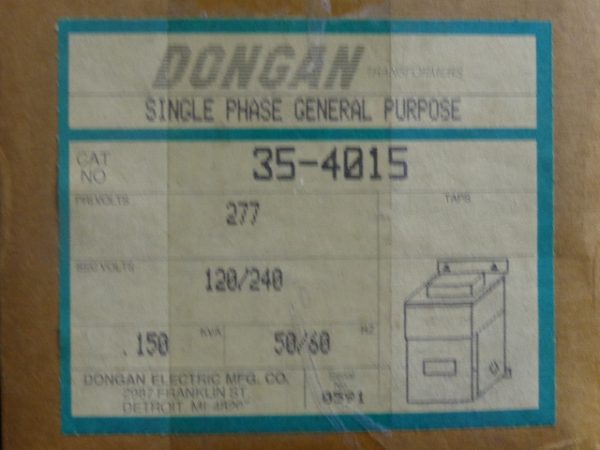 DONGAN TRANSFORMERS
SINGLE PHASE GENERAL PURPOSE
CAT NO 35-4015
PRI.VOLTS 277 TAPS
SEC.VOLTS 120/240
.150 KVA 50/60 HZ
DONGAN ELECTRIC MFG. CO.
2987 FRANKLIN ST.
DETROIT, MI
0591